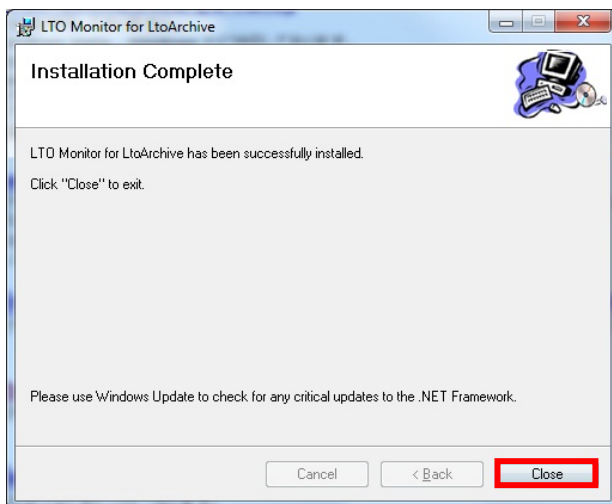 LTO Monitor for LtoArchive
Installation Complete
LTO Monitor for LtoArchive has been successfully installed.
Click "Close" to exit.
Please use Windows Update to check for any critical updates to the .NET Framework.
Cancel
< Back
Close